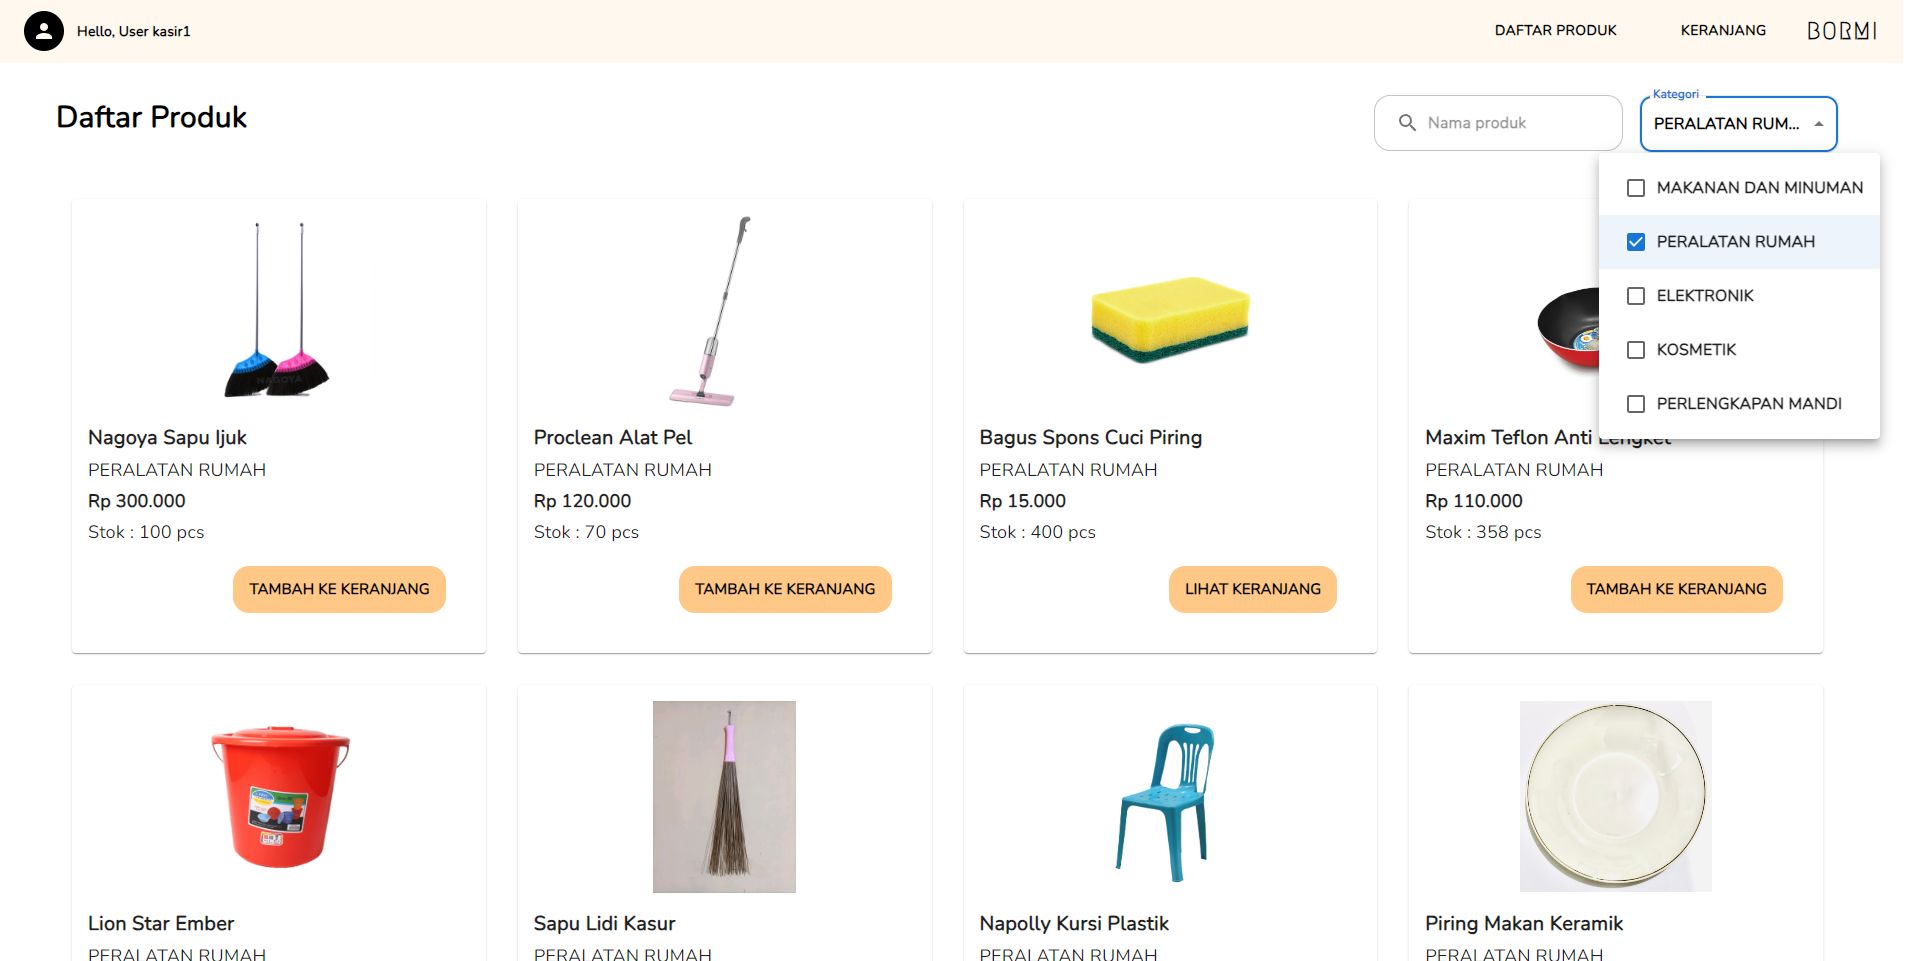 Hello, User kasir1
DAFTAR PRODUK
KERANJANG
BORMI
Daftar Produk
Nama produk
Kategori
PERALATAN RUM...
MAKANAN DAN MINUMAN
PERALATAN RUMAH
ELEKTRONIK
KOSMETIK
PERLENGKAPAN MANDI
NAGOYA
Nagoya Sapu Ijuk
PERALATAN RUMAH
Rp 300.000
Stok : 100 pcs
TAMBAH KE KERANJANG
Proclean Alat Pel
PERALATAN RUMAH
Rp 120.000
Stok : 70 pcs
TAMBAH KE KERANJANG
Bagus Spons Cuci Piring
PERALATAN RUMAH
Rp 15.000
Stok : 400 pcs
LIHAT KERANJANG
Maxim Teflon Anti Lengket
PERALATAN RUMAH
Rp 110.000
Stok : 358 pcs
TAMBAH KE KERANJANG
Lion Star Ember
PERALATAN RUMAH
Sapu Lidi Kasur
PERALATAN RUMAH
Napolly Kursi Plastik
PERALATAN RUMAH
Piring Makan Keramik
PERALATAN RUMAH